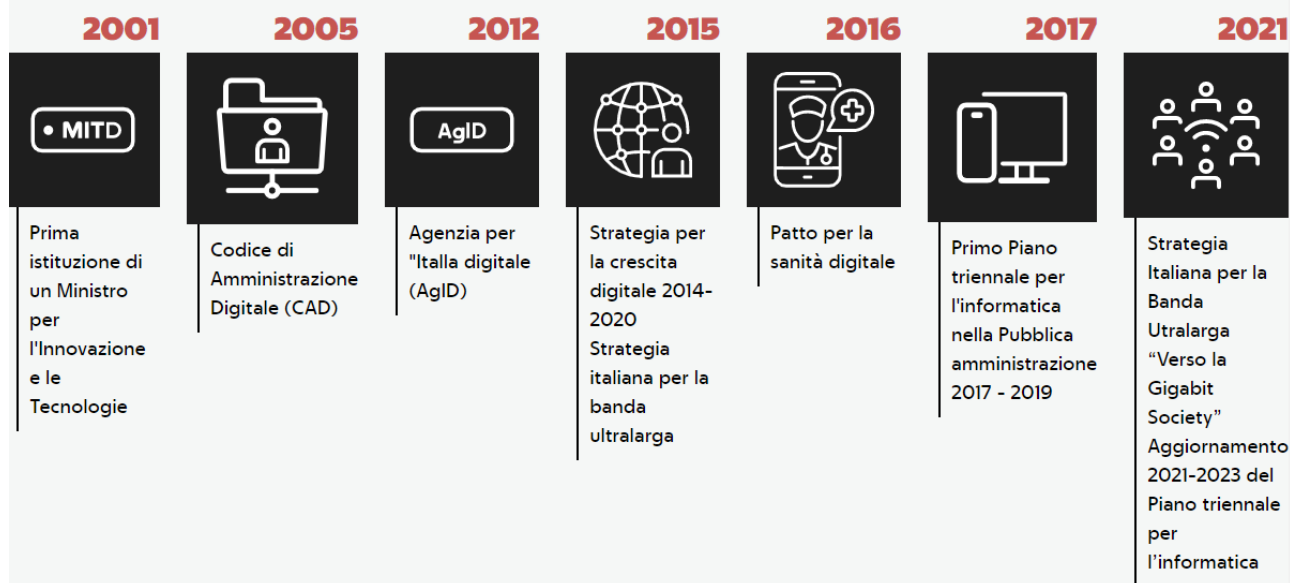 2001
2005
2012
2015
2016
2017
2021
• MITD
AgID
Prima
istituzione di
un Ministro
per
l'Innovazione
e le
Tecnologie
Codice di
Amministrazione
Digitale (CAD)
Agenzia per
"Italla digitale
(AgID)
Strategia per
la crescita
digitale 2014-
2020
Strategia
italiana per la
banda
ultralarga
Patto per la
sanità digitale
Primo Piano
triennale per
l'informatica
nella Pubblica
amministrazione
2017 - 2019
Strategia
Italiana per la
Banda
Utralarga
“Verso la
Gigabit
Society”
Aggiornamento
2021-2023 del
Piano triennale
per
l’informatica